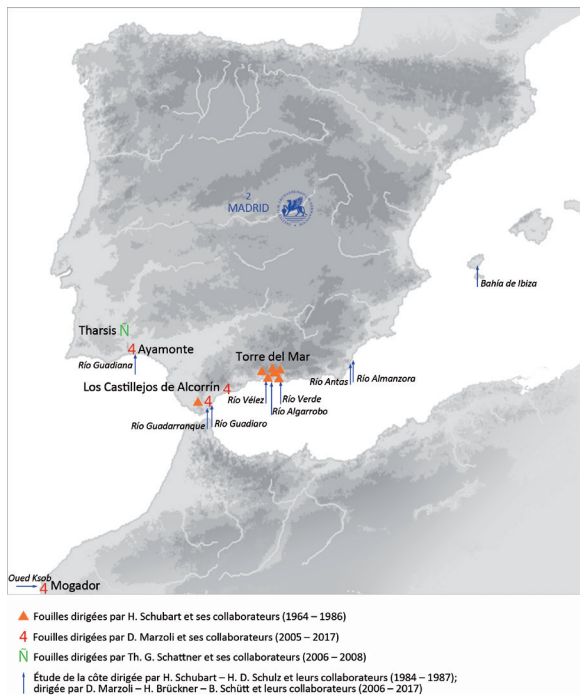 2
MADRID
Bahía de Ibiza
Tharsis Ñ
4 Ayamonte
Río Guadiana
Torre del Mar
Los Castillejos de Alcorrín 4
4
Río Antas
Río Almanzora
Río Vélez
Río Verde
Río Algarrobo
Río Guadarranque
Río Guadiaro
Oued Ksob
4 Mogador
Fouilles dirigées par H. Schubart et ses collaborateurs (1964 – 1986)
4 Fouilles dirigées par D. Marzoli et ses collaborateurs (2005 – 2017)
Ñ Fouilles dirigées par Th. G. Schattner et ses collaborateurs (2006 – 2008)
Étude de la côte dirigée par H. Schubart – H. D. Schulz et leurs collaborateurs (1984 – 1987);
dirigée par D. Marzoli – H. Brückner – B. Schütt et leurs collaborateurs (2006 – 2017)